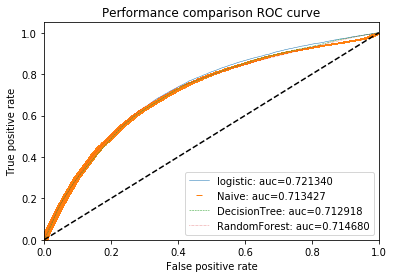 Performance comparison ROC curve
True positive rate
1.0
0.8
0.6
0.4
0.2
0.0
logistic: auc=0.721340
Naive: auc=0.713427
DecisionTree: auc=0.712918
RandomForest: auc=0.714680
0.0 0.2 0.4 0.6 0.8 1.0
False positive rate